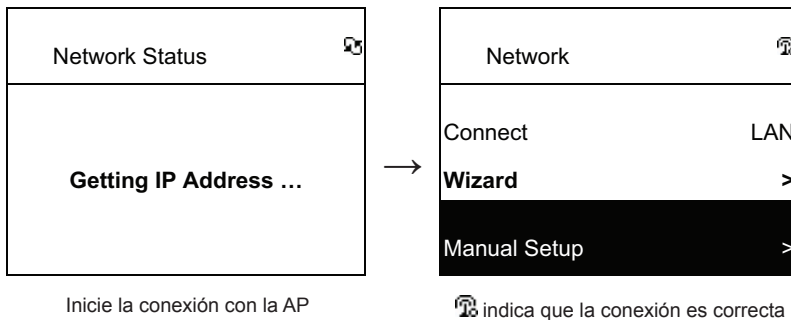 Network Status
Getting IP Address …
Inicie la conexión con la AP
→
Network
Connect LAN
Wizard >
Manual Setup >
indica que la conexión es correcta